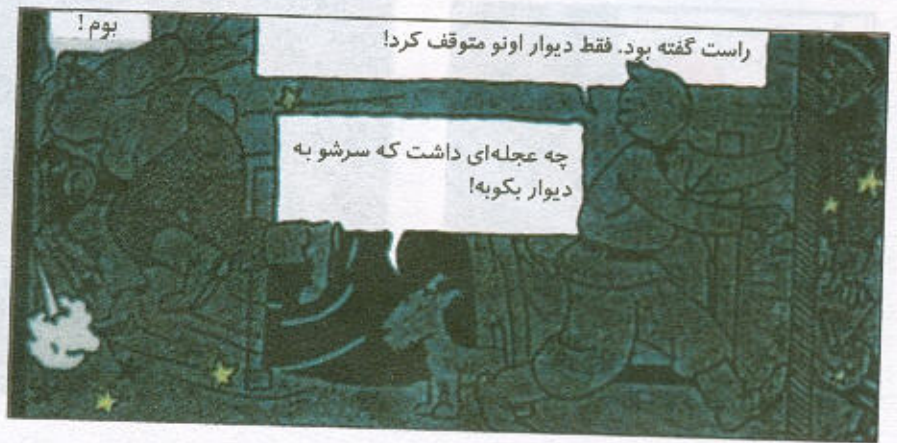 راست گفته بود. فقط دیوار اونو متوقف کرد!
بوم !
چه عجله‌ای داشت که سرشو به
دیوار بکوبه!